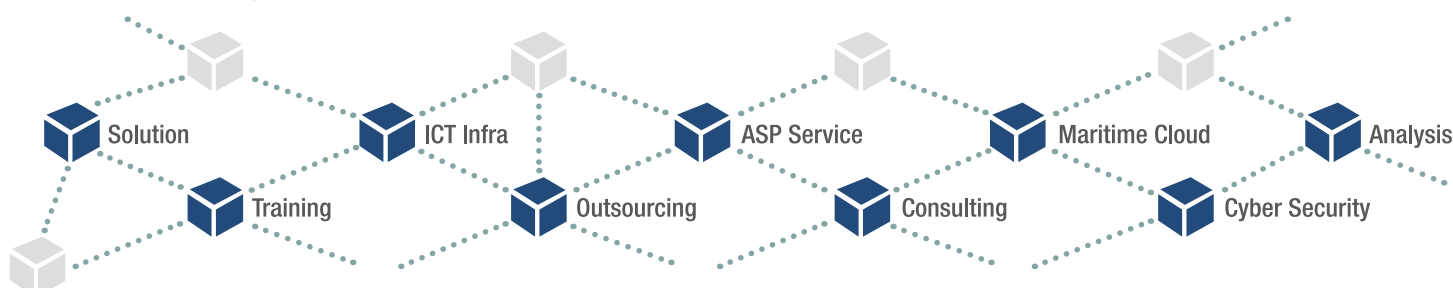 Solution
ICT Infra
ASP Service
Maritime Cloud
Analysis
Training
Outsourcing
Consulting
Cyber Security